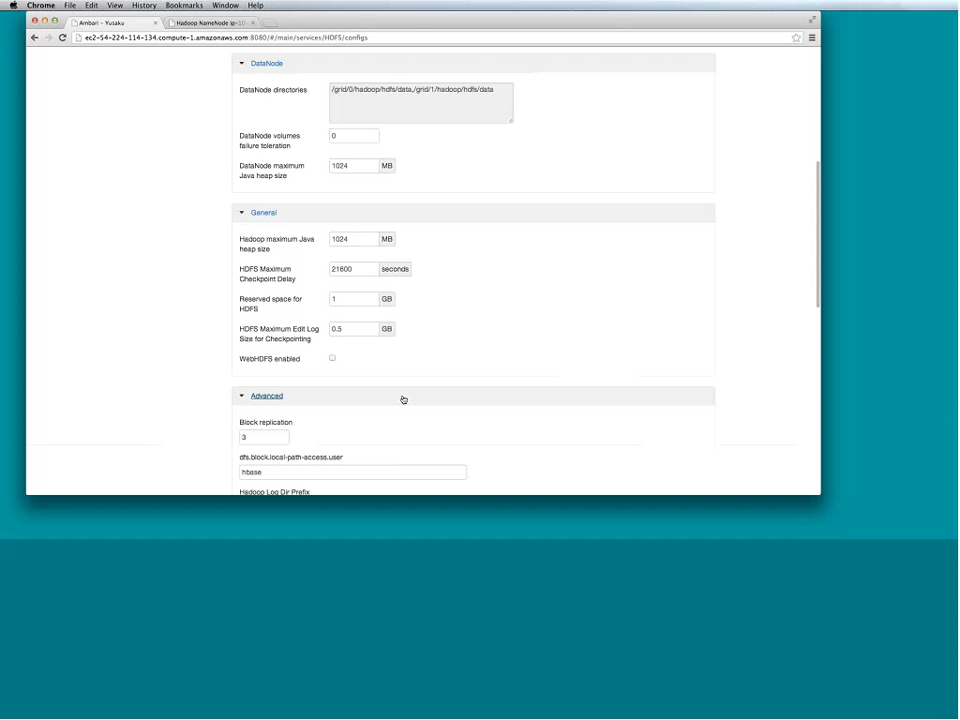 Chrome File Edit View History Bookmarks Window Help
Ambari - Yusaku
Hadoop NameNode ip-10
ec2-54-224-114-134.compute-1.amazonaws.com:8080/#/main/services/HDFS/configs
DataNode
DataNode directories
/grid/0/hadoop/hdfs/data,/grid/1/hadoop/hdfs/data
DataNode volumes
failure toleration
0
DataNode maximum
Java heap size
1024 MB
General
Hadoop maximum Java
heap size
1024 MB
HDFS Maximum
Checkpoint Delay
21600 seconds
Reserved space for
HDFS
1 GB
HDFS Maximum Edit Log
Size for Checkpointing
0.5 GB
WebHDFS enabled
Advanced
Block replication
3
dfs.block.local-path-access.user
hbase
Hadoop Log Dir Prefix